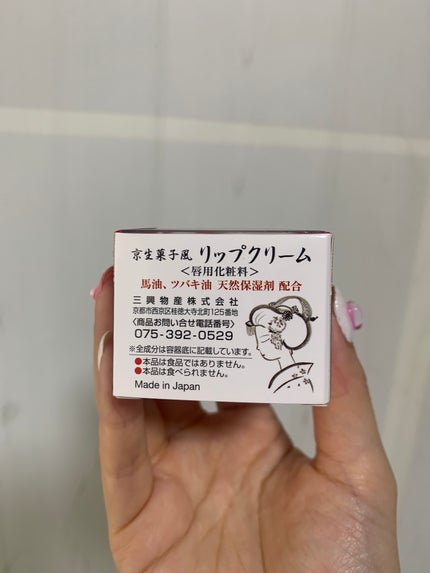 京生菓子風 リップクリーム
<唇用化粧料>
馬油、ツバキ油 天然保湿剤 配合
三興物産株式会社
京都市西京区桂徳大寺北町125番地
〈商品お問い合せ電話番号〉
075-392-0529
※全成分は容器底に記載しています。
●本品は食品ではありません。
●本品は食べられません。
Made in Japan